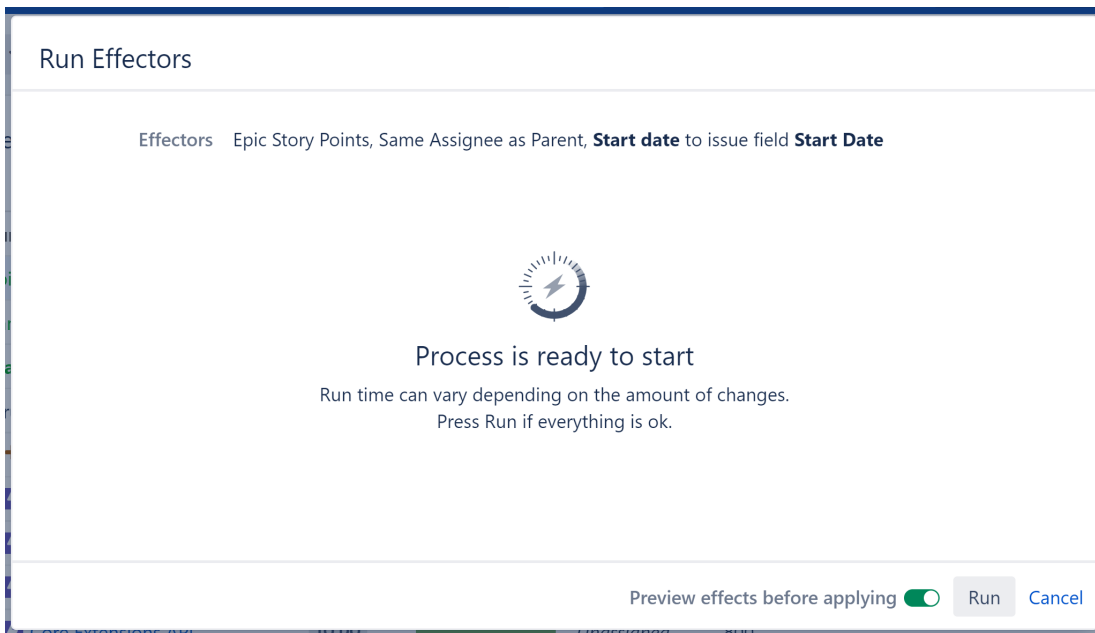 Run Effectors
Effectors Epic Story Points, Same Assignee as Parent, Start date to issue field Start Date
Process is ready to start
Run time can vary depending on the amount of changes.
Press Run if everything is ok.
Preview effects before applying Run Cancel